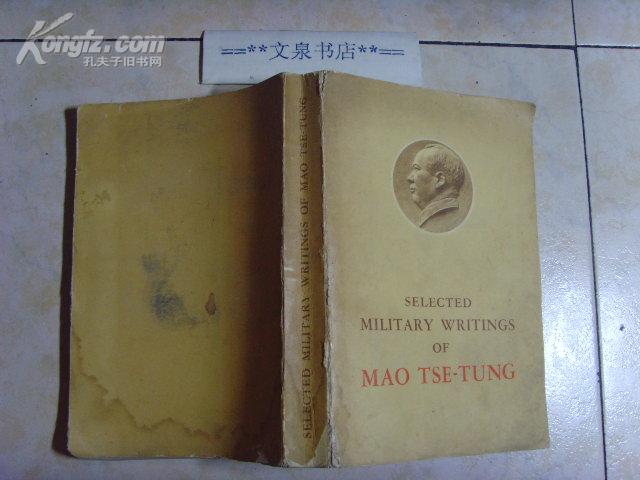 Kongfz.com
孔夫子旧书网
==**文泉书店**==
SELECTED MILITARY WRITINGS OF MAO TSE-TUNG
SELECTED
MILITARY WRITINGS
OF
MAO TSE-TUNG